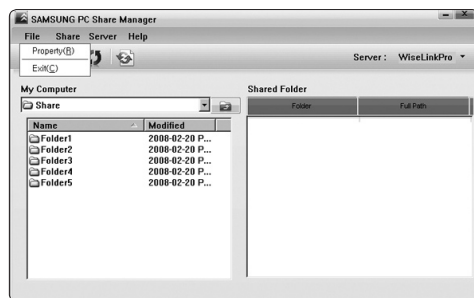 SAMSUNG PC Share Manager
File Share Server Help
Property(R)
Exit(C)
Server : WiseLinkPro
My Computer
Shared Folder
Share
Folder Full Path
Name Modified
Folder1 2008-02-20 P...
Folder2 2008-02-20 P...
Folder3 2008-02-20 P...
Folder4 2008-02-20 P...
Folder5 2008-02-20 P...